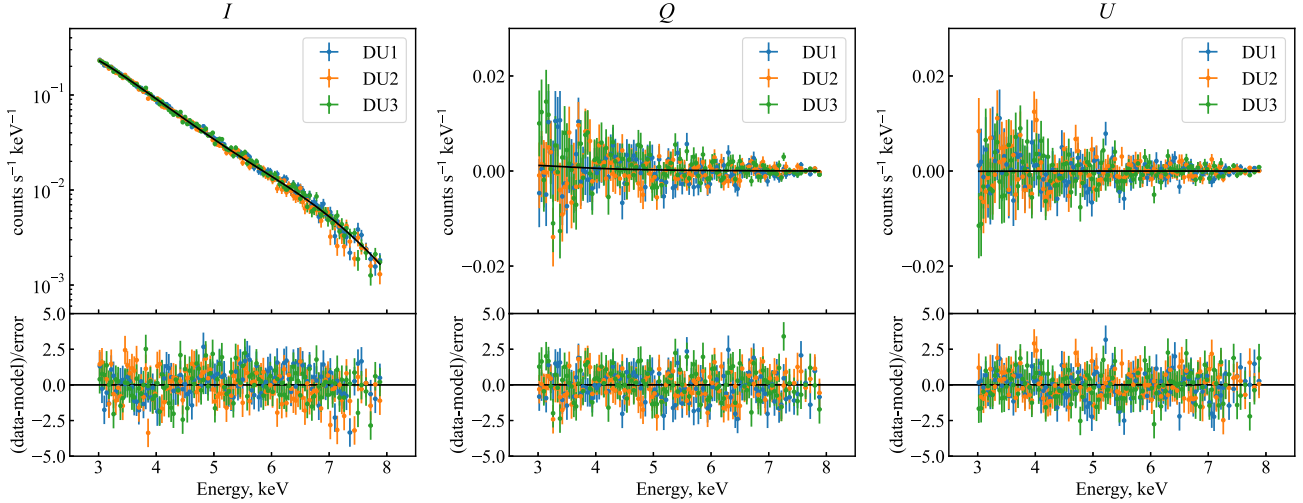 I
DU1
DU2
DU3
counts s⁻¹ keV⁻¹
10⁻¹
10⁻²
10⁻³
(data-model)/error
5.0
2.5
0.0
−2.5
−5.0
3 4 5 6 7 8
Energy, keV
Q
DU1
DU2
DU3
counts s⁻¹ keV⁻¹
0.02
0.00
−0.02
(data-model)/error
5.0
2.5
0.0
−2.5
−5.0
3 4 5 6 7 8
Energy, keV
U
DU1
DU2
DU3
counts s⁻¹ keV⁻¹
0.02
0.00
−0.02
(data-model)/error
5.0
2.5
0.0
−2.5
−5.0
3 4 5 6 7 8
Energy, keV